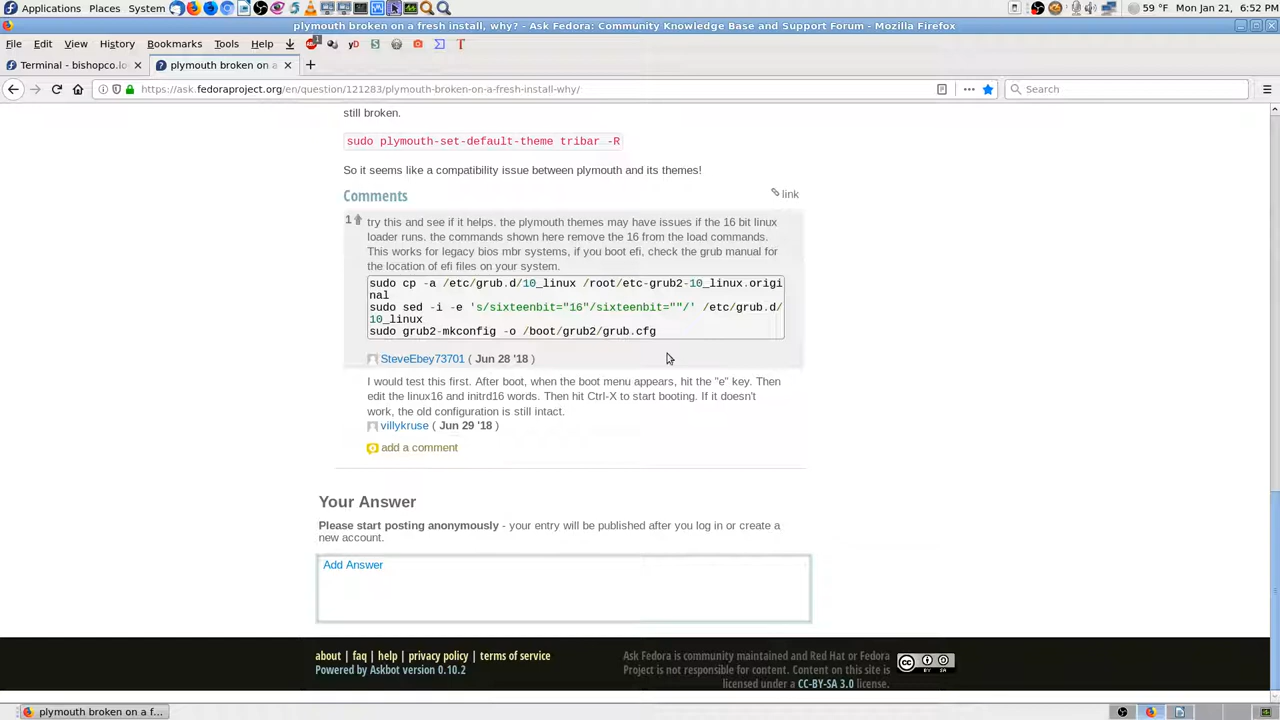 Applications Places System 59 °F Mon Jan 21, 6:52 PM
plymouth broken on a fresh install, why? - Ask Fedora: Community Knowledge Base and Support Forum - Mozilla Firefox
File Edit View History Bookmarks Tools Help
Terminal - bishopco.lo
plymouth broken on a
https://ask.fedoraproject.org/en/question/121283/plymouth-broken-on-a-fresh-install-why/
Search
still broken.
sudo plymouth-set-default-theme tribar -R
So it seems like a compatibility issue between plymouth and its themes!
Comments
link
1
try this and see if it helps. the plymouth themes may have issues if the 16 bit linux
loader runs. the commands shown here remove the 16 from the load commands.
This works for legacy bios mbr systems, if you boot efi, check the grub manual for
the location of efi files on your system.
sudo cp -a /etc/grub.d/10_linux /root/etc-grub2-10_linux.origi
nal
sudo sed -i -e 's/sixteenbit="16"/sixteenbit=""/' /etc/grub.d/
10_linux
sudo grub2-mkconfig -o /boot/grub2/grub.cfg
SteveEbey73701 ( Jun 28 '18 )
I would test this first. After boot, when the boot menu appears, hit the "e" key. Then
edit the linux16 and initrd16 words. Then hit Ctrl-X to start booting. If it doesn't
work, the old configuration is still intact.
villykruse ( Jun 29 '18 )
add a comment
Your Answer
Please start posting anonymously - your entry will be published after you log in or create a
new account.
Add Answer
about | faq | help | privacy policy | terms of service
Powered by Askbot version 0.10.2
Ask Fedora is community maintained and Red Hat or Fedora
Project is not responsible for content. Content on this site is
licensed under a CC-BY-SA 3.0 license.
plymouth broken on a f...